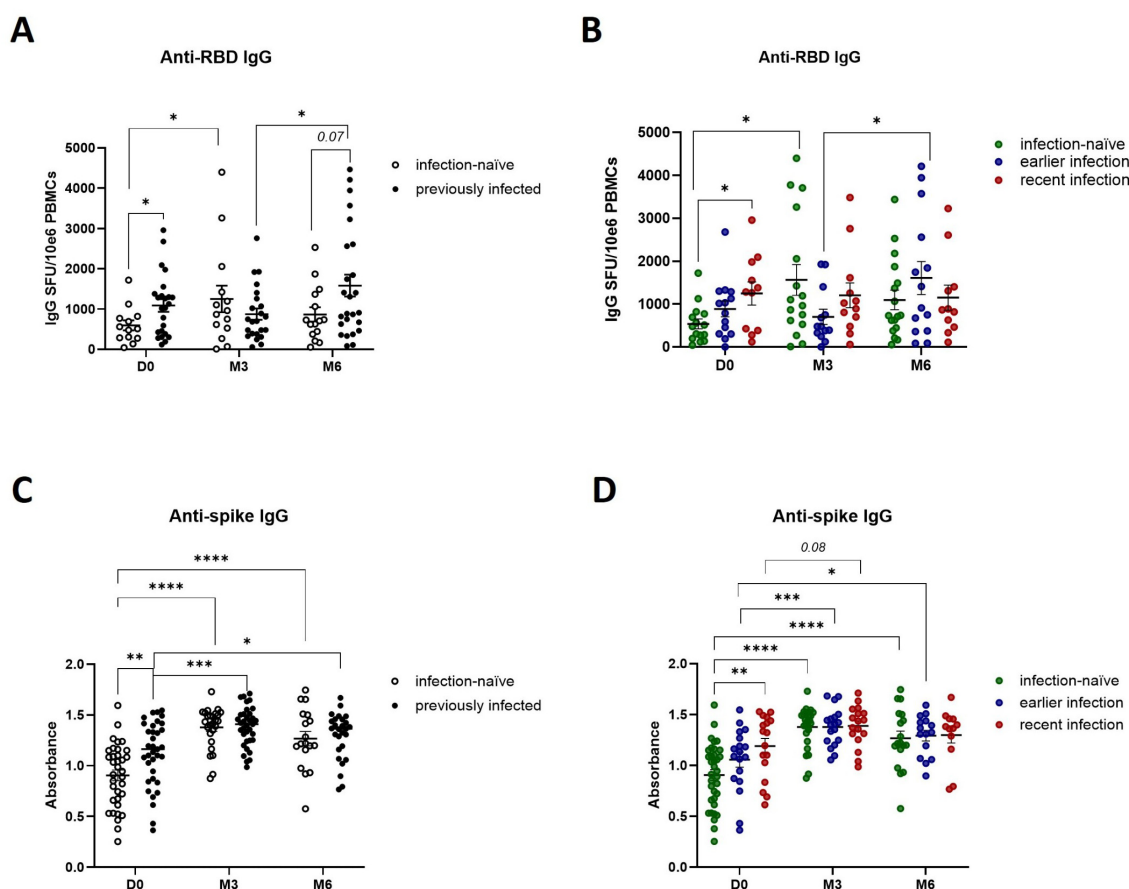 A
Anti-RBD IgG
*
*
0.07
*
IgG SFU/10e6 PBMCs
5000
4000
3000
2000
1000
0
D0
M3
M6
infection-naïve
previously infected
B
Anti-RBD IgG
*
*
*
IgG SFU/10e6 PBMCs
5000
4000
3000
2000
1000
0
D0
M3
M6
infection-naïve
earlier infection
recent infection
C
Anti-spike IgG
****
****
*
**
***
Absorbance
2.0
1.5
1.0
0.5
0.0
D0
M3
M6
infection-naïve
previously infected
D
Anti-spike IgG
0.08
*
***
****
****
**
Absorbance
2.0
1.5
1.0
0.5
0.0
D0
M3
M6
infection-naïve
earlier infection
recent infection